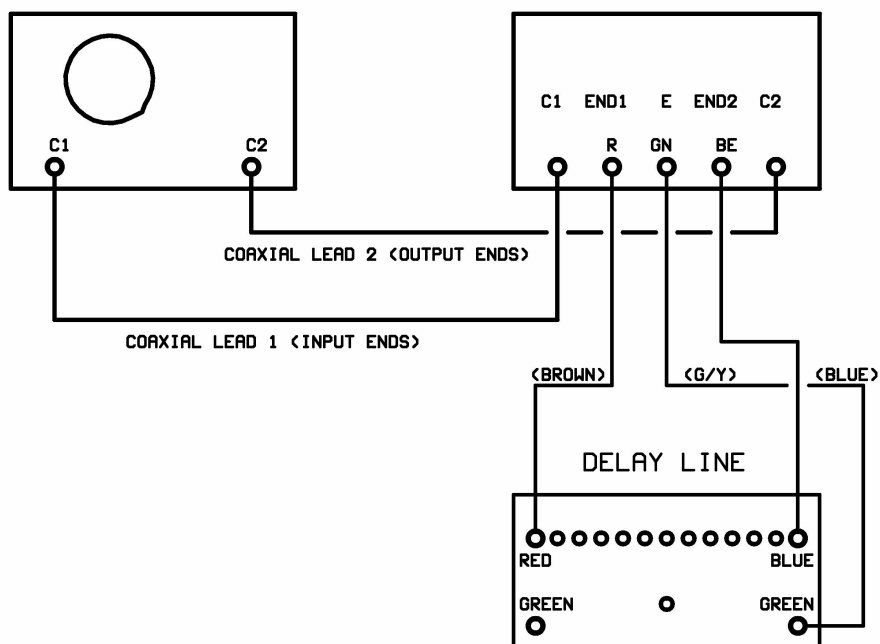 C1 END1 E END2 C2
C1 C2 R GN BE
COAXIAL LEAD 2 (OUTPUT ENDS)
COAXIAL LEAD 1 (INPUT ENDS)
(BROWN) (G/Y) (BLUE)
DELAY LINE
RED BLUE
GREEN GREEN